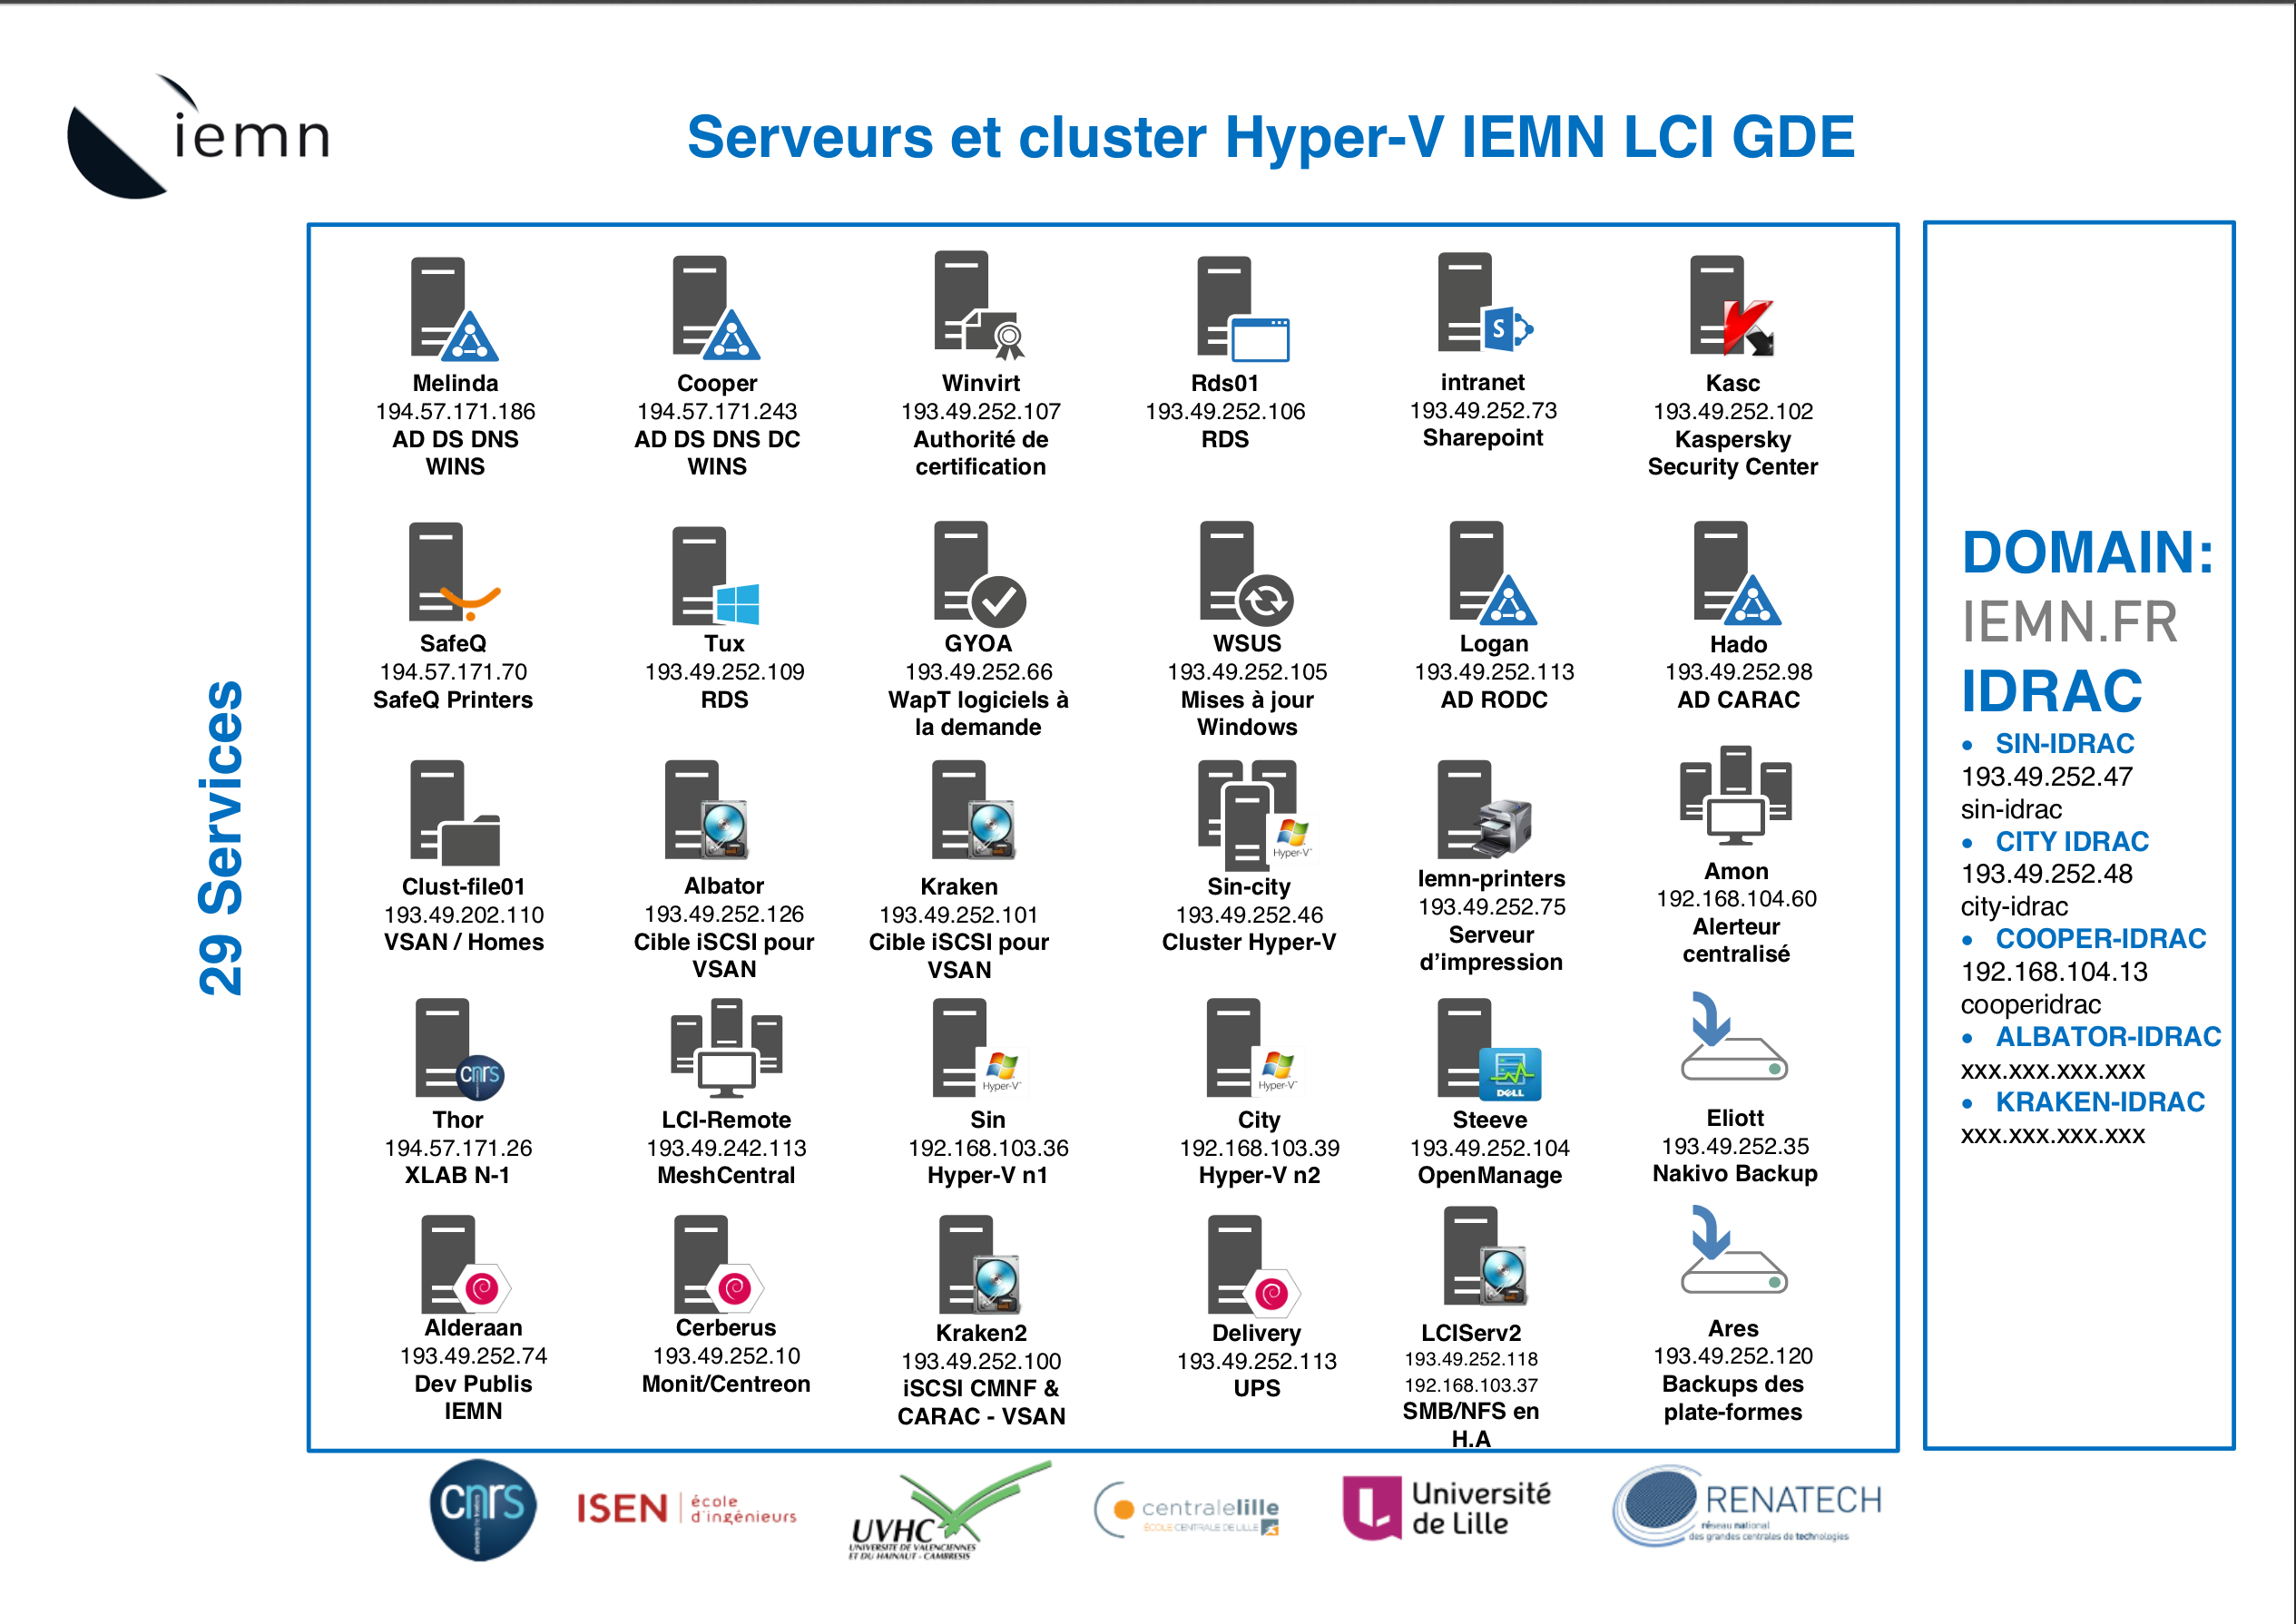 iemn
Serveurs et cluster Hyper-V IEMN LCI GDE
29 Services
Melinda
194.57.171.186
AD DS DNS
WINS
Cooper
194.57.171.243
AD DS DNS DC
WINS
Winvirt
193.49.252.107
Authorité de
certification
Rds01
193.49.252.106
RDS
S
intranet
193.49.252.73
Sharepoint
Kasc
193.49.252.102
Kaspersky
Security Center
SafeQ
194.57.171.70
SafeQ Printers
Tux
193.49.252.109
RDS
GYOA
193.49.252.66
WapT logiciels à
la demande
WSUS
193.49.252.105
Mises à jour
Windows
Logan
193.49.252.113
AD RODC
Hado
193.49.252.98
AD CARAC
Clust-file01
193.49.202.110
VSAN / Homes
Albator
193.49.252.126
Cible iSCSI pour
VSAN
Kraken
193.49.252.101
Cible iSCSI pour
VSAN
Hyper-V
Sin-city
193.49.252.46
Cluster Hyper-V
Iemn-printers
193.49.252.75
Serveur
d’impression
Amon
192.168.104.60
Alerteur
centralisé
cnrs
Thor
194.57.171.26
XLAB N-1
LCI-Remote
193.49.242.113
MeshCentral
Hyper-V
Sin
192.168.103.36
Hyper-V n1
Hyper-V
City
192.168.103.39
Hyper-V n2
DELL
Steeve
193.49.252.104
OpenManage
Eliott
193.49.252.35
Nakivo Backup
Alderaan
193.49.252.74
Dev Publis
IEMN
Cerberus
193.49.252.10
Monit/Centreon
Kraken2
193.49.252.100
iSCSI CMNF &
CARAC - VSAN
Delivery
193.49.252.113
UPS
LCIServ2
193.49.252.118
192.168.103.37
SMB/NFS en
H.A
Ares
193.49.252.120
Backups des
plate-formes
DOMAIN:
IEMN.FR
IDRAC
• SIN-IDRAC
193.49.252.47
sin-idrac
• CITY IDRAC
193.49.252.48
city-idrac
• COOPER-IDRAC
192.168.104.13
cooperidrac
• ALBATOR-IDRAC
xxx.xxx.xxx.xxx
• KRAKEN-IDRAC
xxx.xxx.xxx.xxx
cnrs
ISEN école
d'ingénieurs
UVHC
UNIVERSITE DE VALENCIENNES
ET DU HAINAUT - CAMBRESIS
centralelille
ÉCOLE CENTRALE DE LILLE
Université
de Lille
RENATECH
réseau national
des grandes centrales de technologies